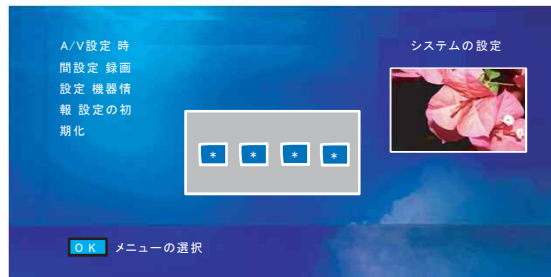 A/V設定 時
間設定 録画
設定 機器情
報 設定の初
期化
システムの設定
* * * *
OK メニューの選択